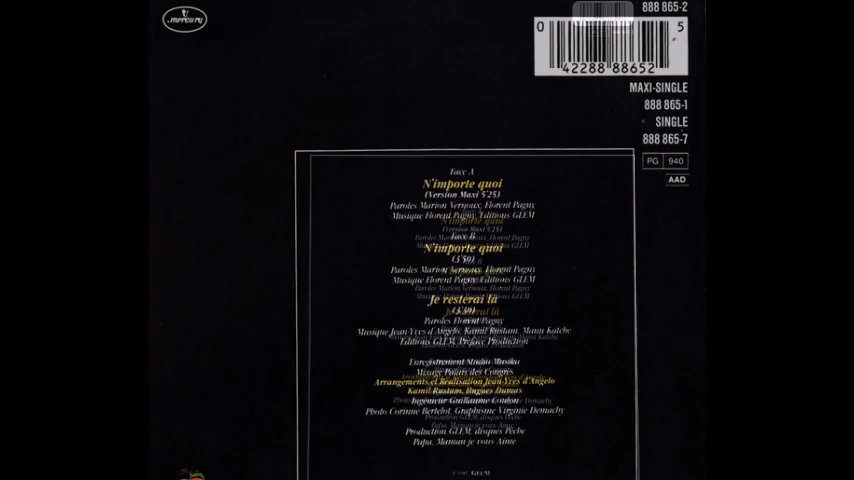 mercury
888 865-2
0 5
42288 88652
MAXI-SINGLE
888 865-1
SINGLE
888 865-7
PG 940
AAD
Face A
N'importe quoi
(Version Maxi 5'25)
Paroles Marion Vernoux, Florent Pagny
Musique Florent Pagny, Editions GLEM
Face B
N'importe quoi
(3'50)
Paroles Marion Vernoux, Florent Pagny
Musique Florent Pagny, Editions GLEM
Je resterai là
Paroles Florent Pagny
Musique Jean-Yves d'Angelo, Kamil Rustam, Manu Katche
Editions GLEM, Preface Production
Enregistrement Studio Musika
Mixage Palais des Congrès
Arrangements et Réalisation Jean-Yves d'Angelo
Kamil Rustam, Hugues Dumas
Ingénieur Guillaume
Photo Corinne Bertelot, Graphisme Virginie Demachy
Production GLEM, disques Pêche
Papa, Maman je vous Aime
GLEM